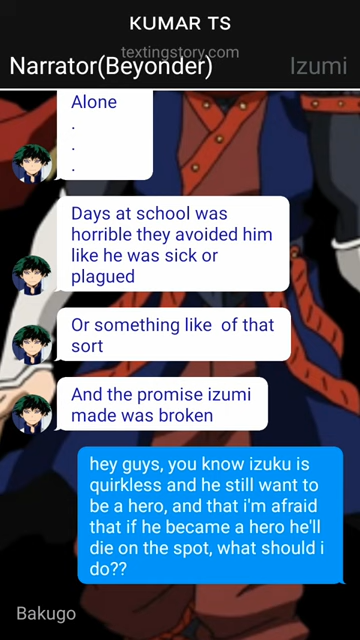 KUMAR TS
textingstory.com
Narrator(Beyonder)
Izumi
Alone
.
.
.
Days at school was
horrible they avoided him
like he was sick or
plagued
Or something like  of that
sort
And the promise izumi
made was broken
hey guys, you know izuku is
quirkless and he still want to
be a hero, and that i'm afraid
that if he became a hero he'll
die on the spot, what should i
do??
Bakugo